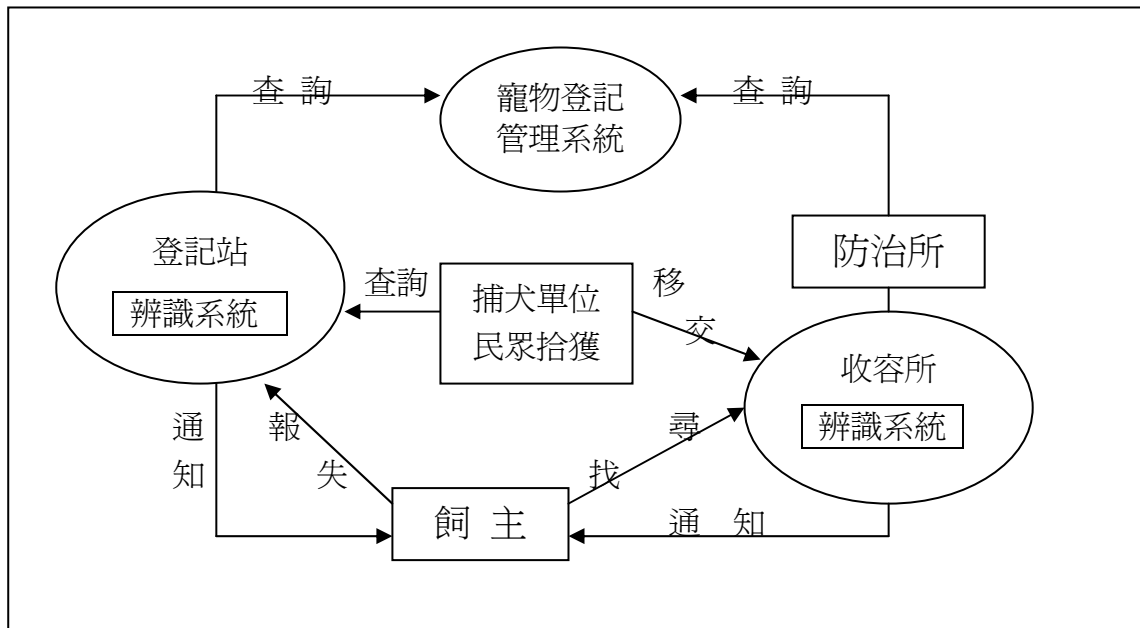 查 詢
寵物登記
管理系統
查 詢
登記站
辨識系統
查詢
捕犬單位
民眾拾獲
移
交
防治所
收容所
辨識系統
通
知
報
失
尋
找
飼 主
通 知